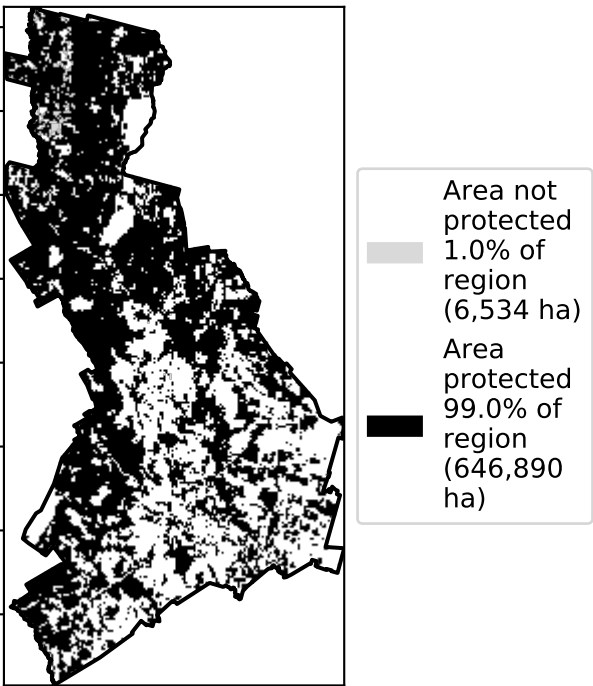 Area not
protected
1.0% of
region
(6,534 ha)
Area
protected
99.0% of
region
(646,890
ha)